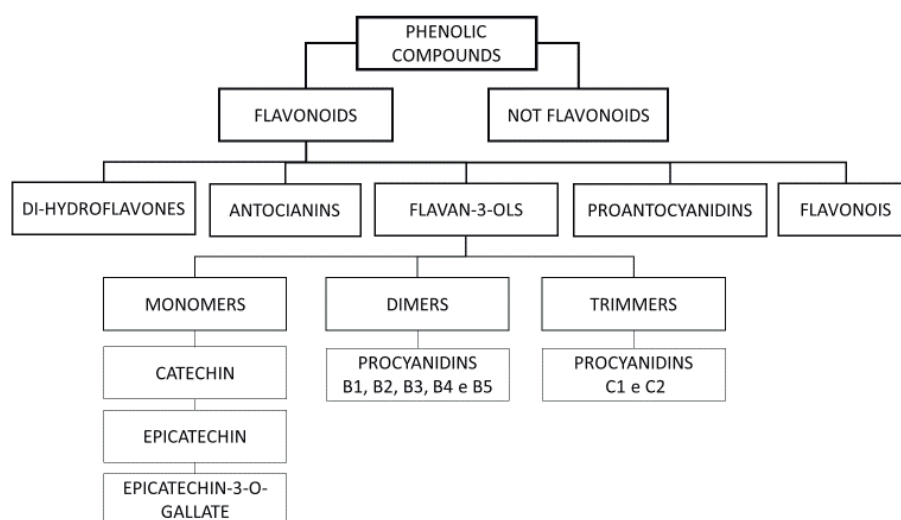 PHENOLIC
COMPOUNDS
FLAVONOIDS
NOT FLAVONOIDS
DI-HYDROFLAVONES
ANTOCIANINS
FLAVAN-3-OLS
PROANTOCYANIDINS
FLAVONOIS
MONOMERS
DIMERS
TRIMMERS
CATECHIN
PROCYANIDINS
B1, B2, B3, B4 e B5
PROCYANIDINS
C1 e C2
EPICATECHIN
EPICATECHIN-3-O-
GALLATE